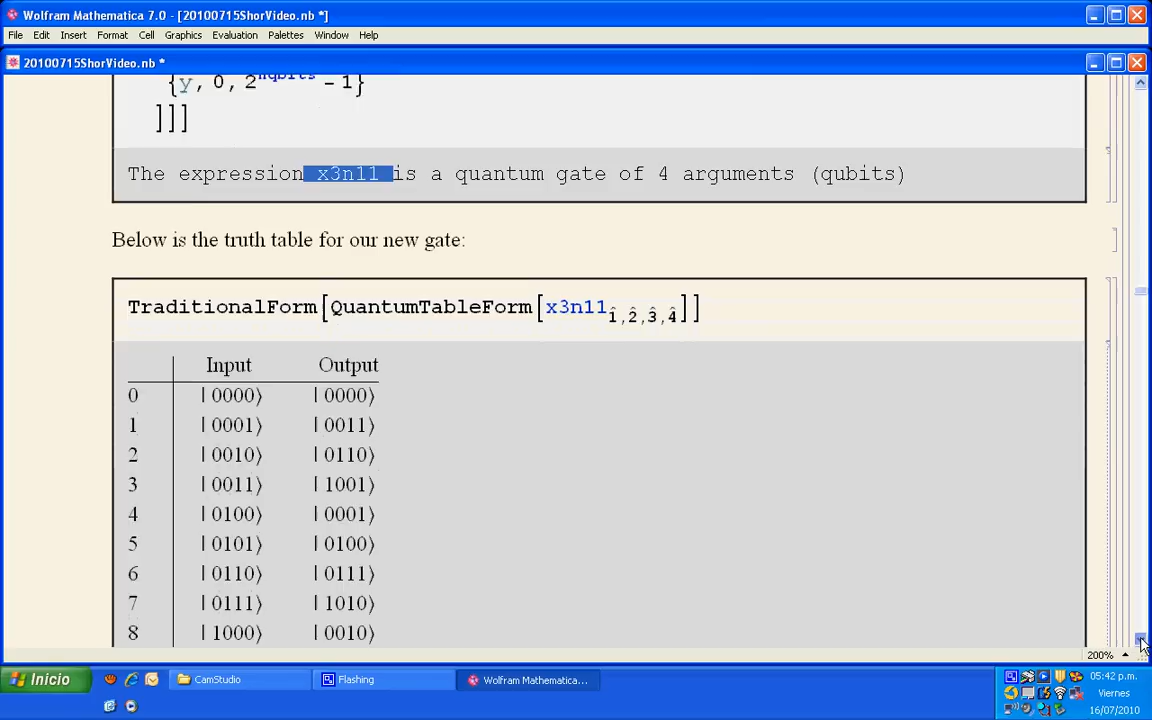 Wolfram Mathematica 7.0 - [20100715ShorVideo.nb *]
File Edit Insert Format Cell Graphics Evaluation Palettes Window Help
20100715ShorVideo.nb *
{y, 0, 2^nqbits - 1}
]]]
The expression x3n11 is a quantum gate of 4 arguments (qubits)
Below is the truth table for our new gate:
TraditionalForm[QuantumTableForm[x3n11 1̂,2̂,3̂,4̂]]
Input Output
0 | 0000⟩ | 0000⟩
1 | 0001⟩ | 0011⟩
2 | 0010⟩ | 0110⟩
3 | 0011⟩ | 1001⟩
4 | 0100⟩ | 0001⟩
5 | 0101⟩ | 0100⟩
6 | 0110⟩ | 0111⟩
7 | 0111⟩ | 1010⟩
8 | 1000⟩ | 0010⟩
200%
Inicio CamStudio Flashing Wolfram Mathematica... 05:42 p.m.
Viernes
16/07/2010